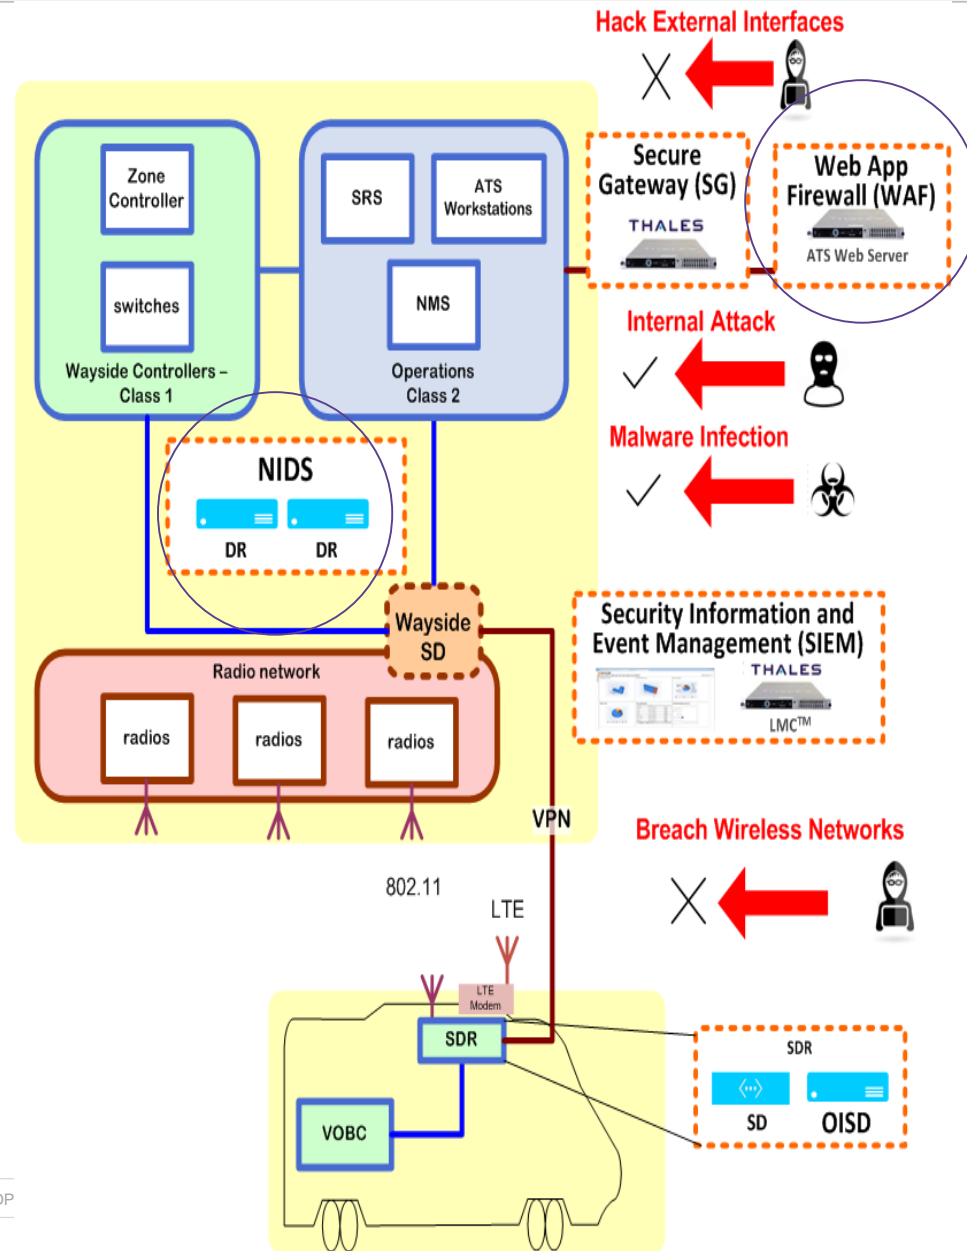 Hack External Interfaces
Zone
Controller
switches
Wayside Controllers –
Class 1
SRS
ATS
Workstations
NMS
Operations
Class 2
Secure
Gateway (SG)
THALES
Web App
Firewall (WAF)
ATS Web Server
Internal Attack
Malware Infection
NIDS
DR
DR
Wayside
SD
Security Information and
Event Management (SIEM)
THALES
LMC™
Radio network
radios
radios
radios
VPN
Breach Wireless Networks
802.11
LTE
LTE
Modem
SDR
VOBC
SDR
SD
OISD
OP